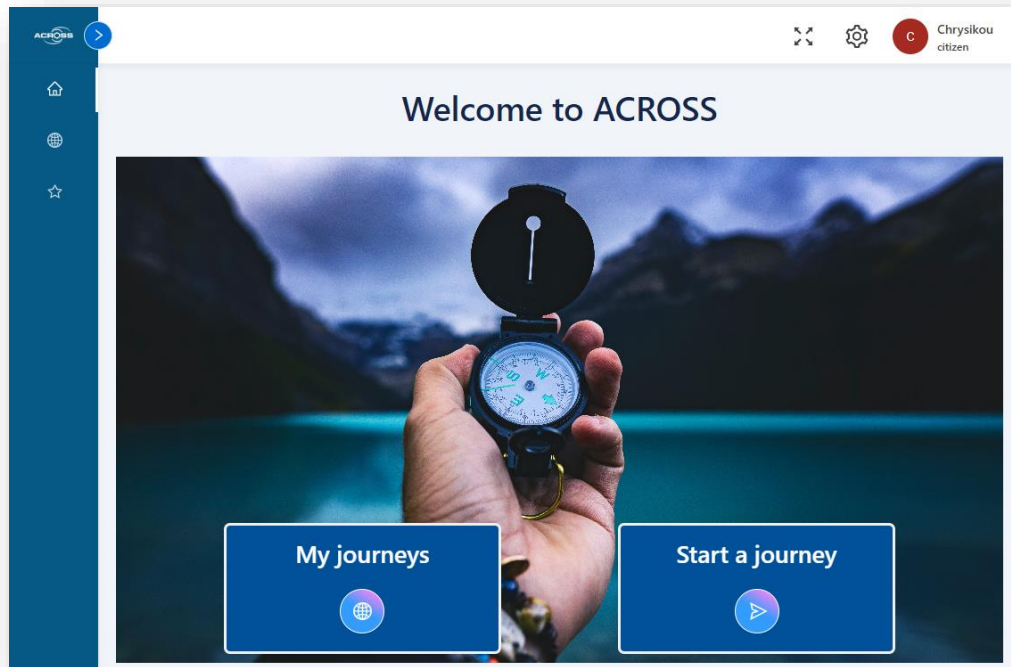 ACROSS
Chrysikou
C
citizen
Welcome to ACROSS
S W
E
My journeys
Start a journey